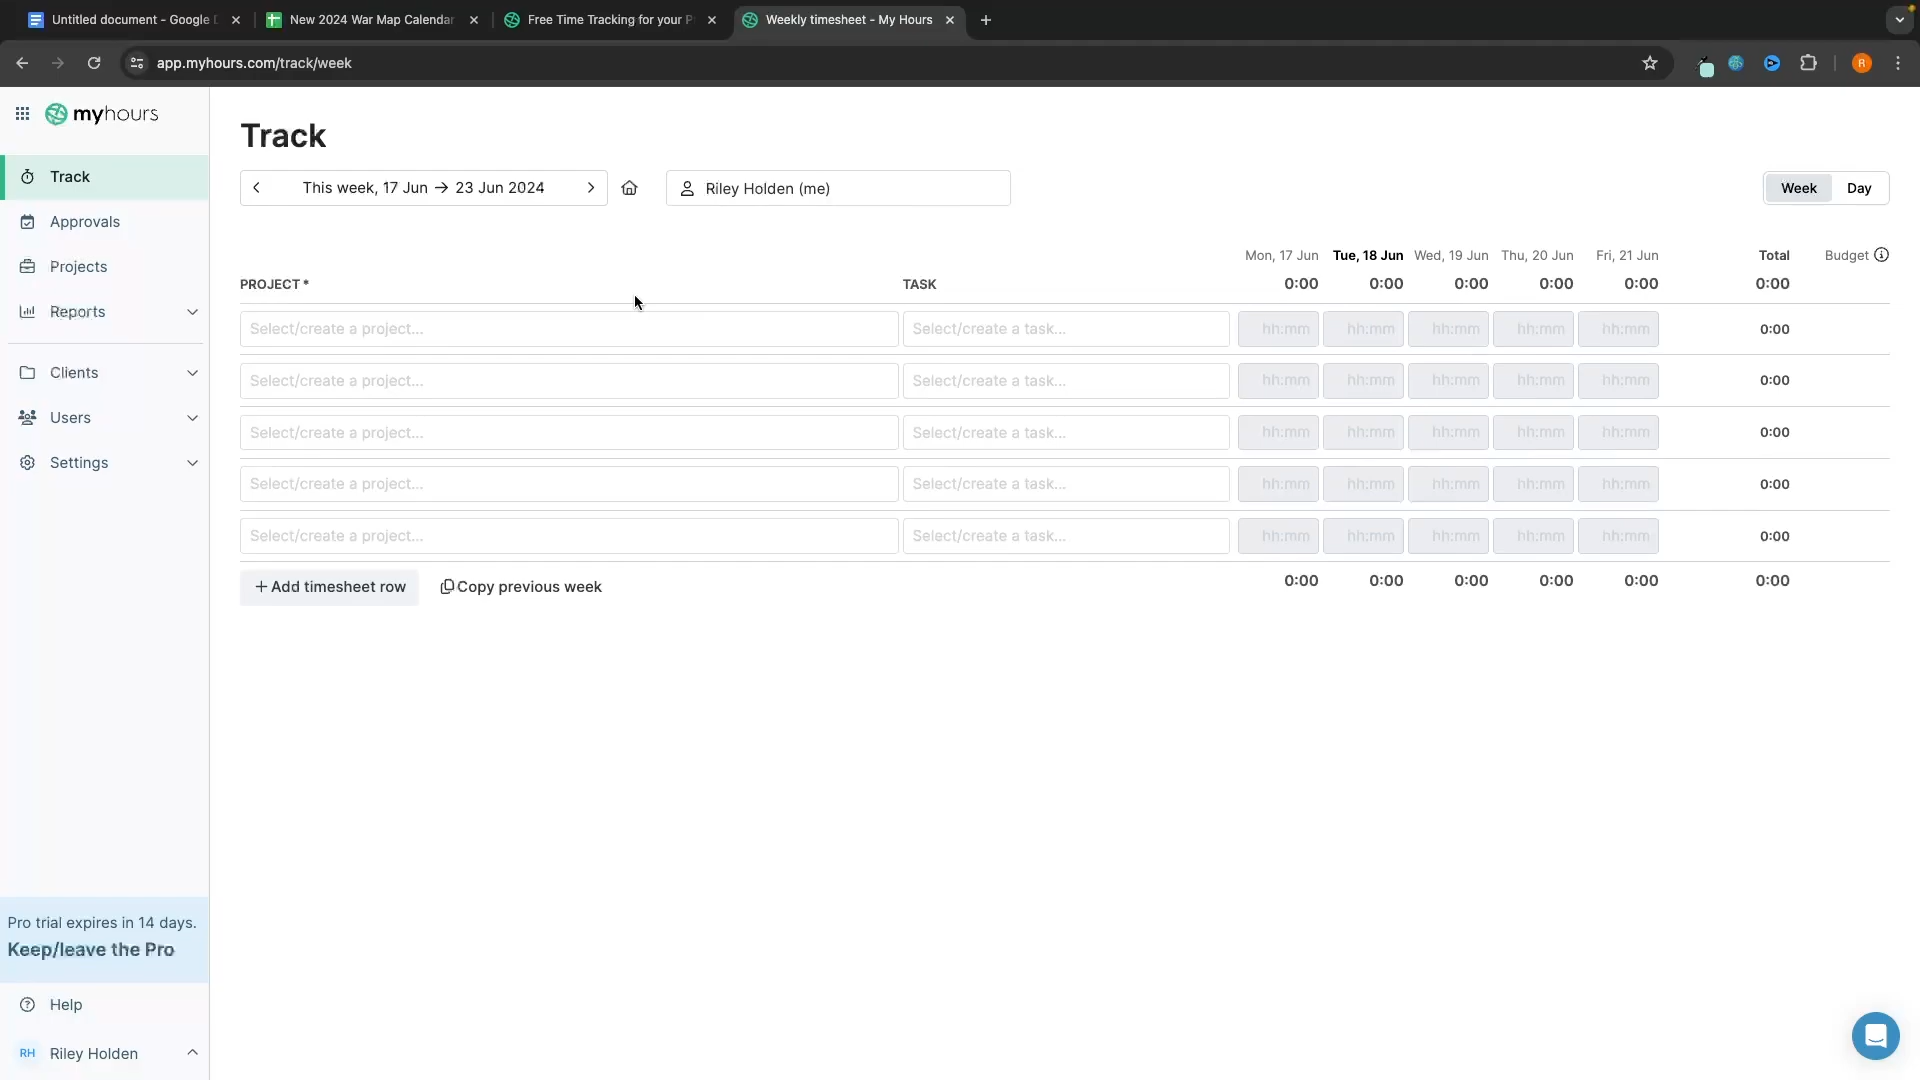 Untitled document - Google D
New 2024 War Map Calendar
Free Time Tracking for your P
Weekly timesheet - My Hours
app.myhours.com/track/week
R
myhours
Track
Approvals
Projects
Reports
Clients
Users
Settings
Pro trial expires in 14 days.
Keep/leave the Pro
Help
RH Riley Holden
Track
This week, 17 Jun → 23 Jun 2024
Riley Holden (me)
Week Day
Mon, 17 Jun Tue, 18 Jun Wed, 19 Jun Thu, 20 Jun Fri, 21 Jun Total Budget
PROJECT * TASK 0:00 0:00 0:00 0:00 0:00 0:00
Select/create a project... Select/create a task... hh:mm hh:mm hh:mm hh:mm hh:mm 0:00
Select/create a project... Select/create a task... hh:mm hh:mm hh:mm hh:mm hh:mm 0:00
Select/create a project... Select/create a task... hh:mm hh:mm hh:mm hh:mm hh:mm 0:00
Select/create a project... Select/create a task... hh:mm hh:mm hh:mm hh:mm hh:mm 0:00
Select/create a project... Select/create a task... hh:mm hh:mm hh:mm hh:mm hh:mm 0:00
+ Add timesheet row Copy previous week 0:00 0:00 0:00 0:00 0:00 0:00